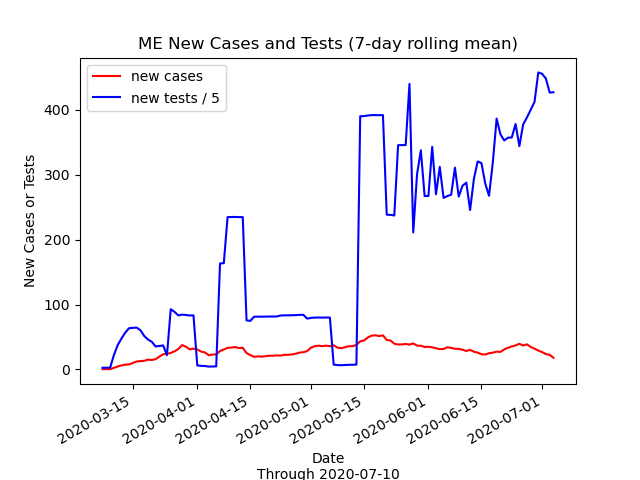 ME New Cases and Tests (7-day rolling mean)
new cases
new tests / 5
New Cases or Tests
400
300
200
100
0
2020-03-15
2020-04-01
2020-04-15
2020-05-01
2020-05-15
2020-06-01
2020-06-15
2020-07-01
Date
Through 2020-07-10